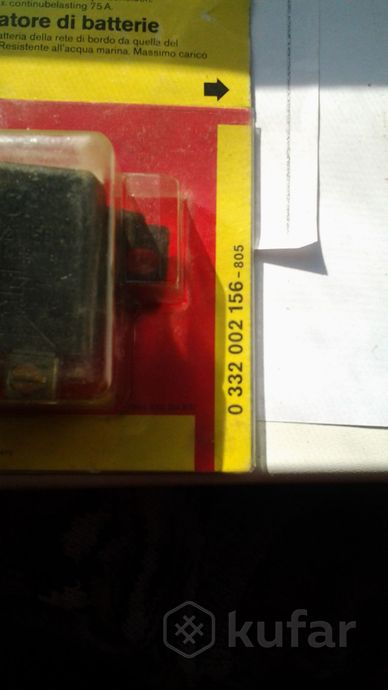 x. continubelasting 75 A.
atore di batterie
atteria della rete di bordo da quella del
Resistente all'acqua marina. Massimo carico
0 332 002 156 - 805
kufar